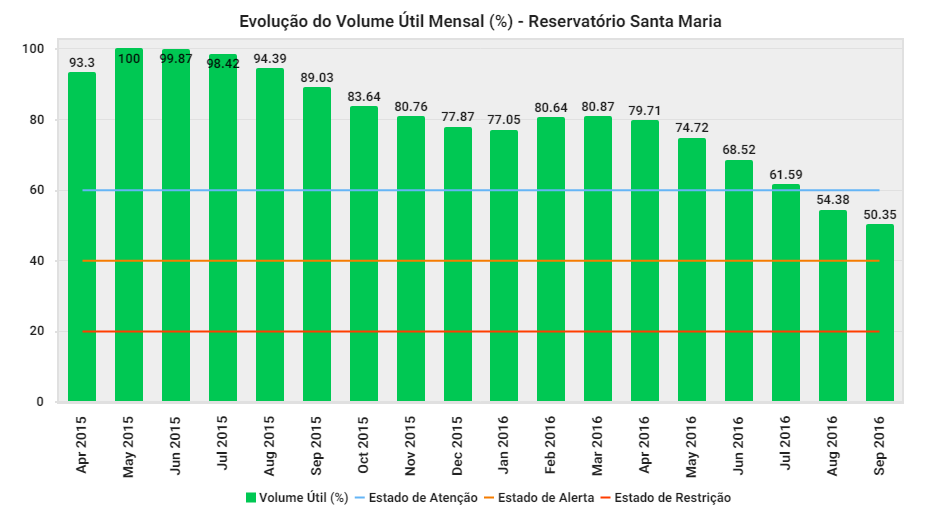 Evolução do Volume Útil Mensal (%) - Reservatório Santa Maria
100
80
60
40
20
0
93.3
100
99.87
98.42
94.39
89.03
83.64
80.76
77.87
77.05
80.64
80.87
79.71
74.72
68.52
61.59
54.38
50.35
Apr 2015
May 2015
Jun 2015
Jul 2015
Aug 2015
Sep 2015
Oct 2015
Nov 2015
Dec 2015
Jan 2016
Feb 2016
Mar 2016
Apr 2016
May 2016
Jun 2016
Jul 2016
Aug 2016
Sep 2016
Volume Útil (%) Estado de Atenção Estado de Alerta Estado de Restrição